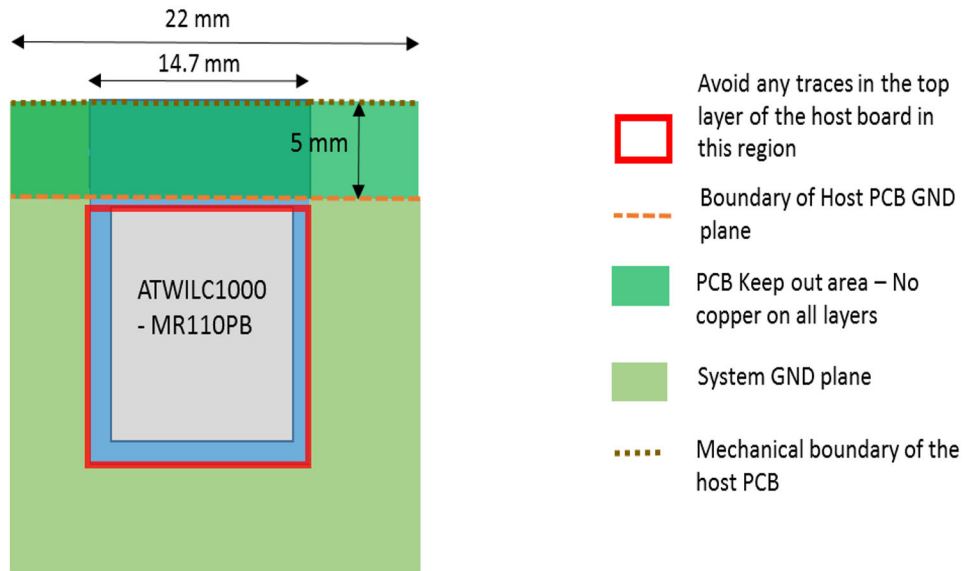 22 mm
14.7 mm
5 mm
ATWILC1000
- MR110PB
Avoid any traces in the top
layer of the host board in
this region
Boundary of Host PCB GND
plane
PCB Keep out area – No
copper on all layers
System GND plane
Mechanical boundary of the
host PCB